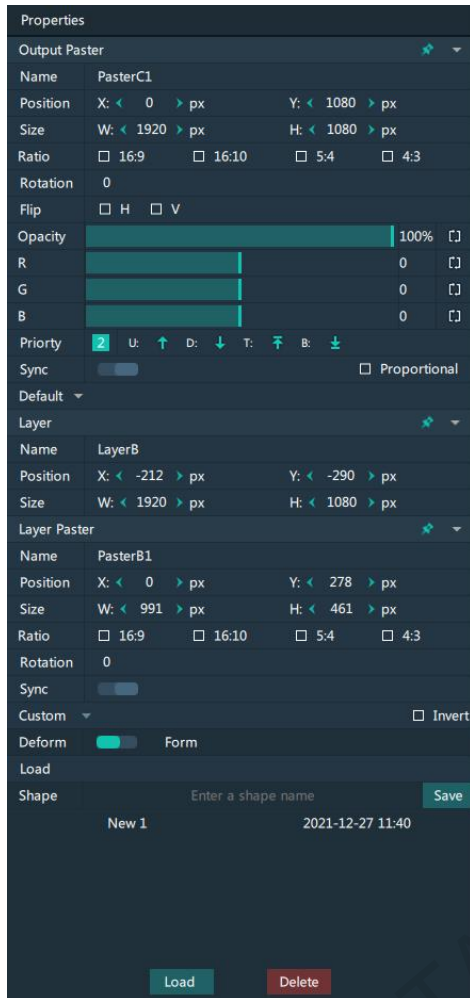 Properties
Output Paster
Name PasterC1
Position X: 0 px Y: 1080 px
Size W: 1920 px H: 1080 px
Ratio 16:9 16:10 5:4 4:3
Rotation 0
Flip H V
Opacity 100%
R 0
G 0
B 0
Priorty 2 U: D: T: B:
Sync Proportional
Default
Layer
Name LayerB
Position X: -212 px Y: -290 px
Size W: 1920 px H: 1080 px
Layer Paster
Name PasterB1
Position X: 0 px Y: 278 px
Size W: 991 px H: 461 px
Ratio 16:9 16:10 5:4 4:3
Rotation 0
Sync
Custom Invert
Deform Form
Load
Shape Enter a shape name Save
New 1 2021-12-27 11:40
Load Delete